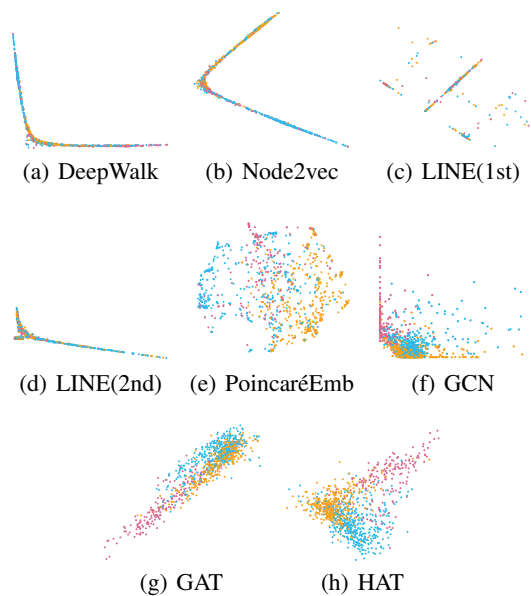 (a) DeepWalk (b) Node2vec (c) LINE(1st)
(d) LINE(2nd) (e) PoincaréEmb (f) GCN
(g) GAT (h) HAT